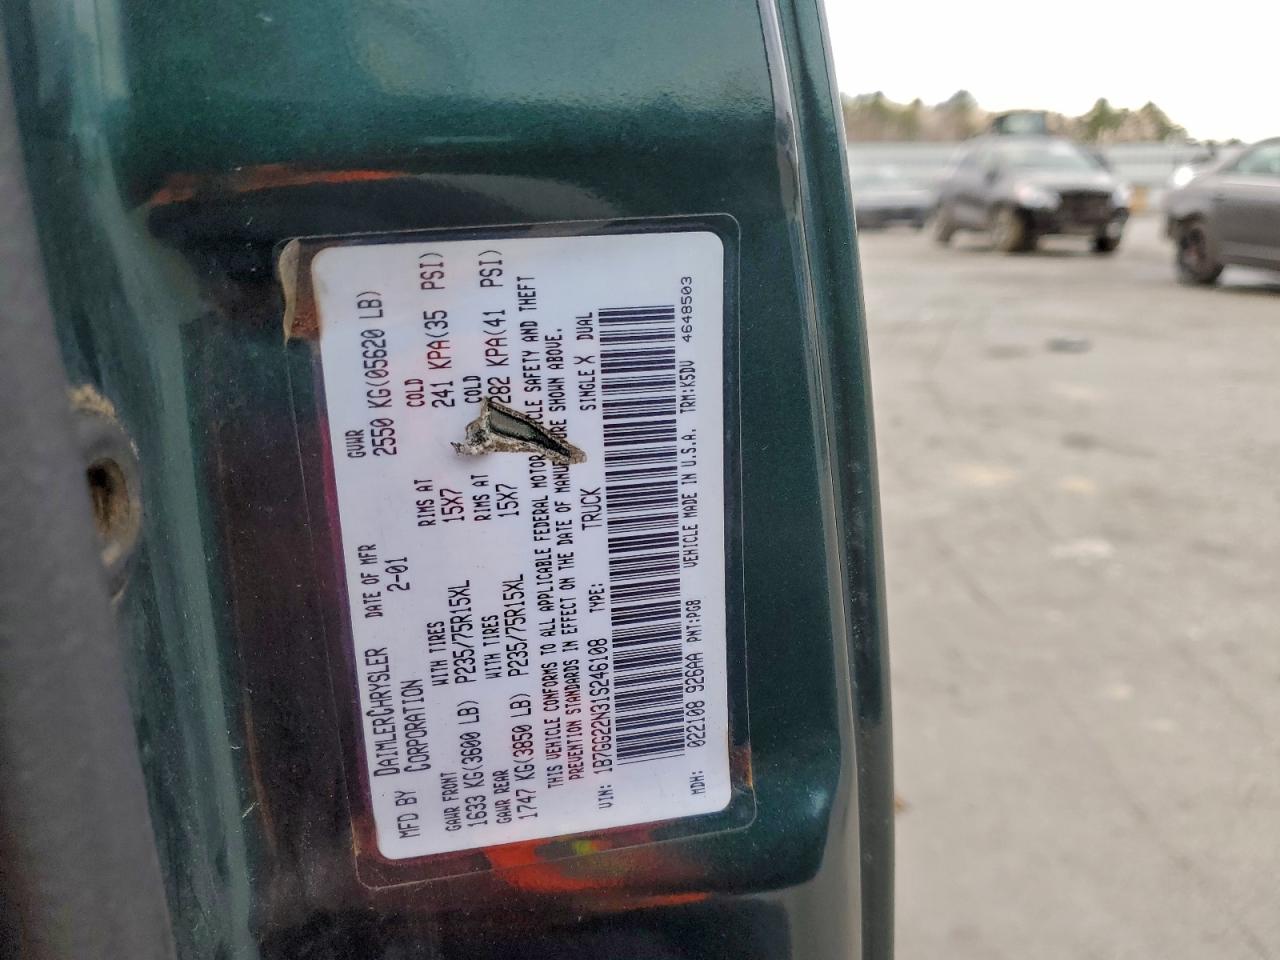 MFD BY DAIMLERCHRYSLER CORPORATION
DATE OF MFR 2-01
GVWR 2550 KG(05620 LB)
GAWR FRONT WITH TIRES RIMS AT COLD
1633 KG(3600 LB) P235/75R15XL 15X7 241 KPA(35 PSI)
GAWR REAR WITH TIRES RIMS AT COLD
1747 KG(3850 LB) P235/75R15XL 15X7 282 KPA(41 PSI)
THIS VEHICLE CONFORMS TO ALL APPLICABLE FEDERAL MOTOR CLE SAFETY AND THEFT
PREVENTION STANDARDS IN EFFECT ON THE DATE OF MANU URE SHOWN ABOVE.
VIN: 1B7GG22N31S246108 TYPE: TRUCK SINGLE X DUAL
MDH: 022108 926AA PNT:PG8 VEHICLE MADE IN U.S.A. TRM:K5DV 4648503